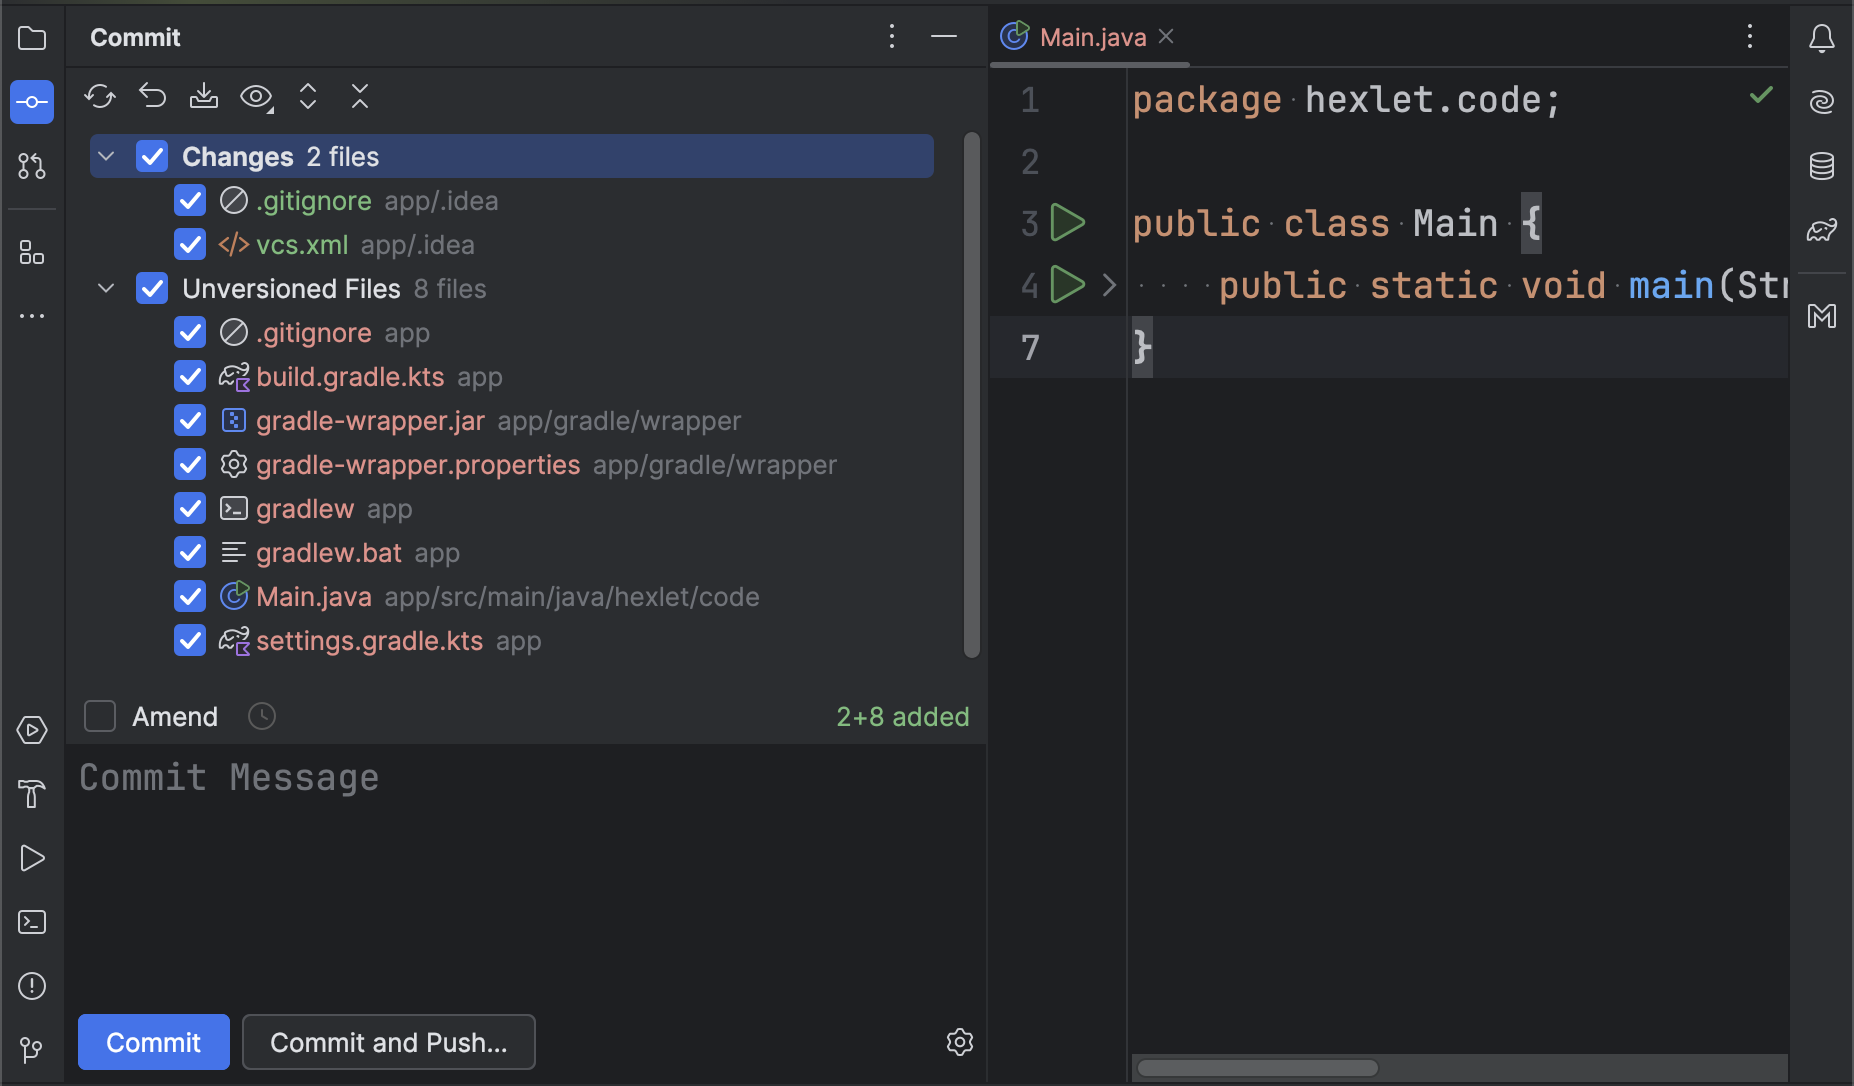 Commit
Changes 2 files
.gitignore app/.idea
</> vcs.xml app/.idea
Unversioned Files 8 files
.gitignore app
build.gradle.kts app
gradle-wrapper.jar app/gradle/wrapper
gradle-wrapper.properties app/gradle/wrapper
gradlew app
gradlew.bat app
Main.java app/src/main/java/hexlet/code
settings.gradle.kts app
Amend
2+8 added
Commit Message
Commit
Commit and Push...
Main.java
1 package hexlet.code;
2
3 public class Main {
4 public static void main(Str
7 }